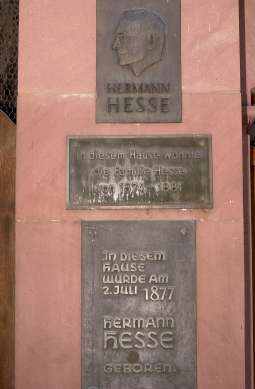 HERMANN
HESSE
In diesem Hause wohnte
die Familie Hesse
von 1874 - 1881
IN DIESEM
HAUSE
WURDE AM
2. JULI 1877
HERMANN
HESSE
GEBOREN.